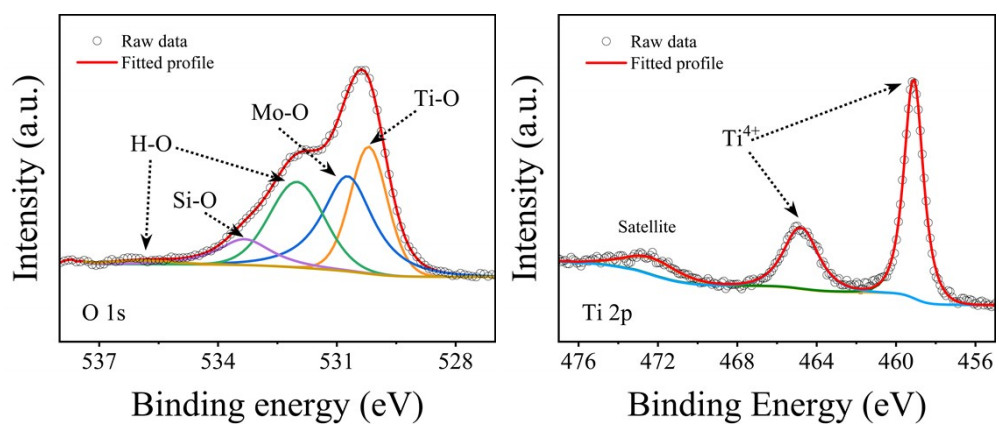 Raw data
Fitted profile
Ti-O
Mo-O
H-O
Si-O
O 1s
537
534
531
528
Binding energy (eV)
Intensity (a.u.)
Raw data
Fitted profile
Ti4+
Satellite
Ti 2p
476
472
468
464
460
456
Binding Energy (eV)
Intensity (a.u.)